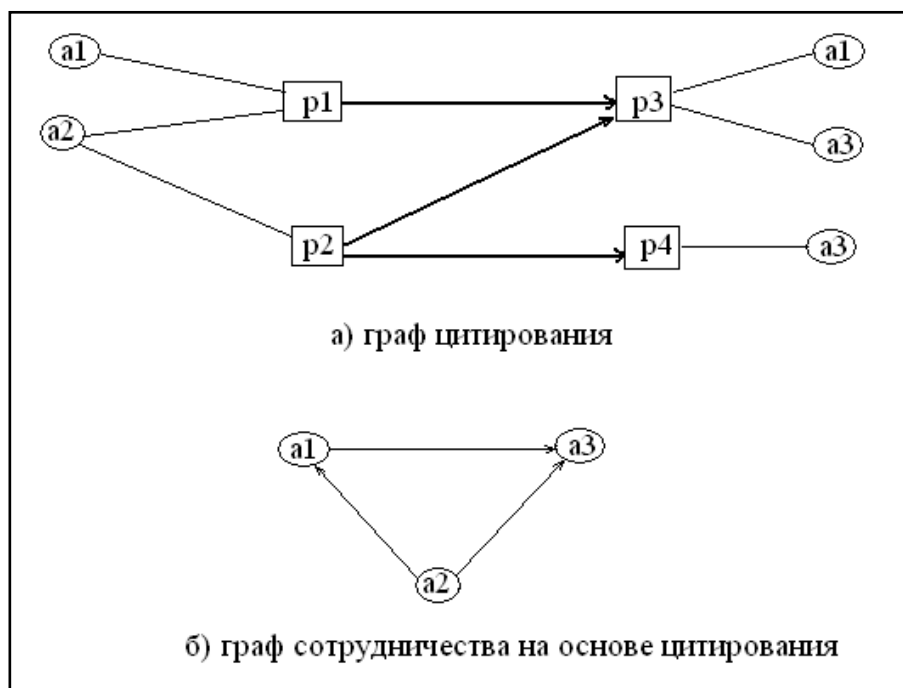 a1
a1
p1
p3
a2
a3
p2
p4
a3
а) граф цитирования
a1
a3
a2
б) граф сотрудничества на основе цитирования